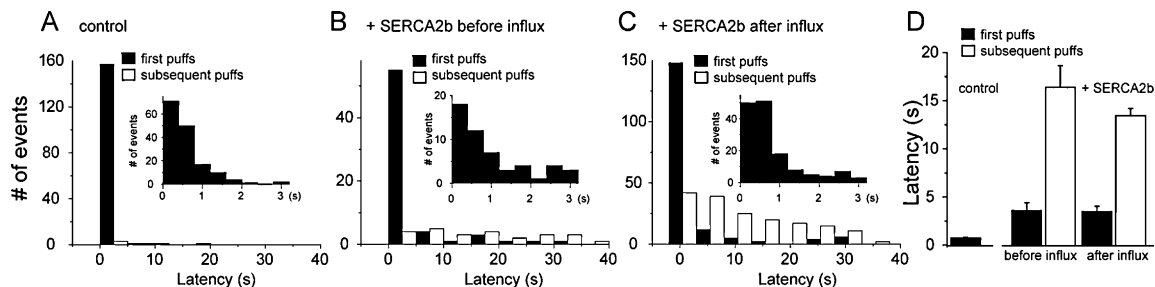 A control
160
120
80
40
0
# of events
first puffs
subsequent puffs
60
40
20
0
# of events
0 1 2 3 (s)
0 10 20 30 40
Latency (s)
B + SERCA2b before influx
40
20
0
first puffs
subsequent puffs
20
10
0
# of events
0 1 2 3 (s)
0 10 20 30 40
Latency (s)
C + SERCA2b after influx
150
100
50
0
first puffs
subsequent puffs
40
20
0
# of events
0 1 2 3 (s)
0 10 20 30 40
Latency (s)
D
first puffs
subsequent puffs
20
15
10
5
0
Latency (s)
control
+ SERCA2b
before influx after influx